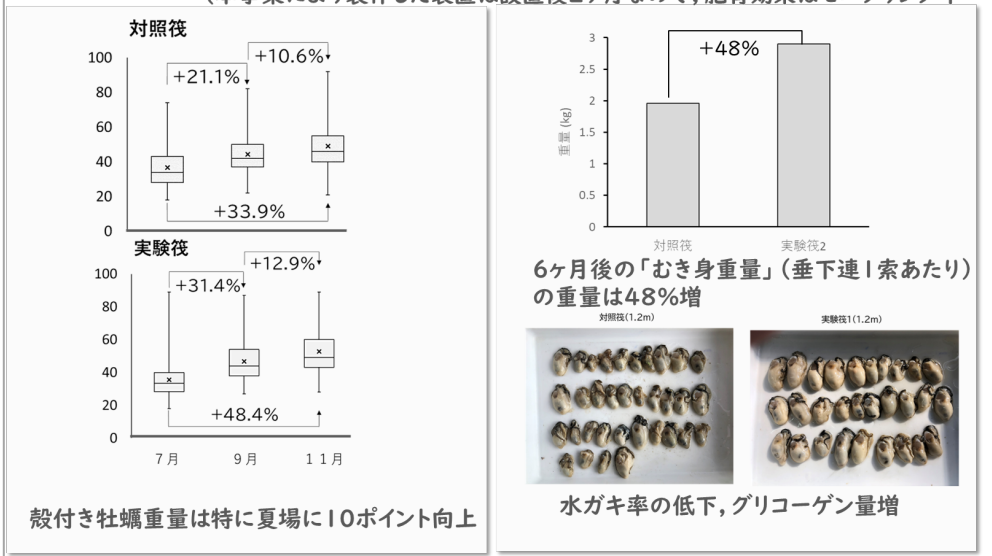 対照筏
+10.6%
+21.1%
100
80
60
40
20
0
+33.9%
実験筏
+12.9%
+31.4%
100
80
60
40
20
0
+48.4%
7月 9月 11月
殻付き牡蠣重量は特に夏場に10ポイント向上
+48%
3
2.5
2
1.5
1
0.5
0
重量 (kg)
対照筏 実験筏2
6ヶ月後の「むき身重量」(垂下連1索あたり)
の重量は48%増
対照筏(1.2m) 実験筏1(1.2m)
水ガキ率の低下,グリコーゲン量増